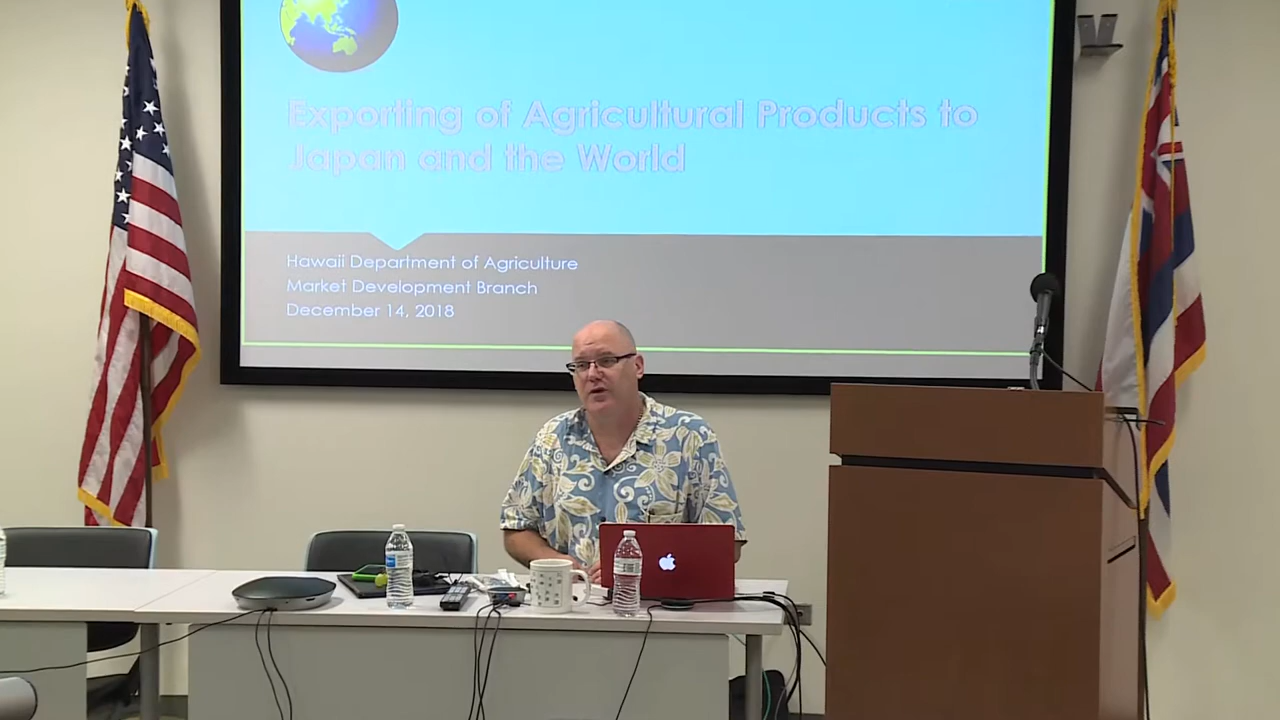 Exporting of Agricultural Products to
Japan and the World
Hawaii Department of Agriculture
Market Development Branch
December 14, 2018